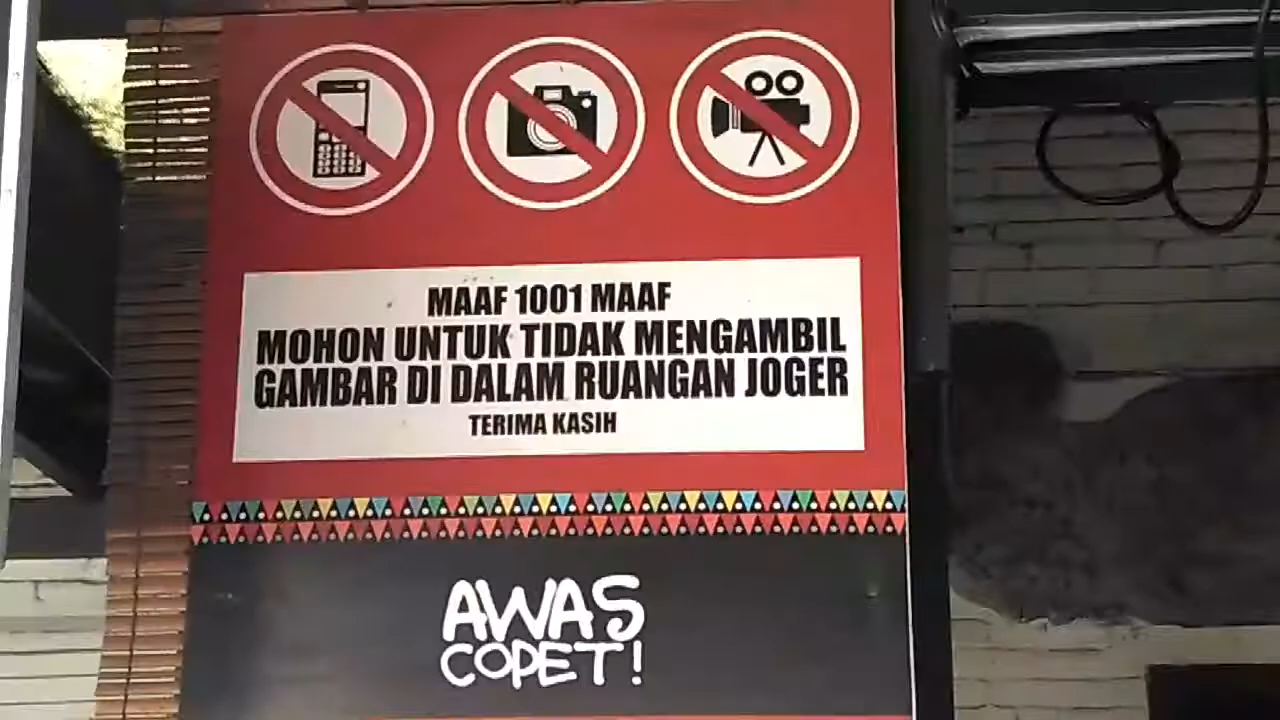 MAAF 1001 MAAF
MOHON UNTUK TIDAK MENGAMBIL
GAMBAR DI DALAM RUANGAN JOGER
TERIMA KASIH
AWAS
COPET!